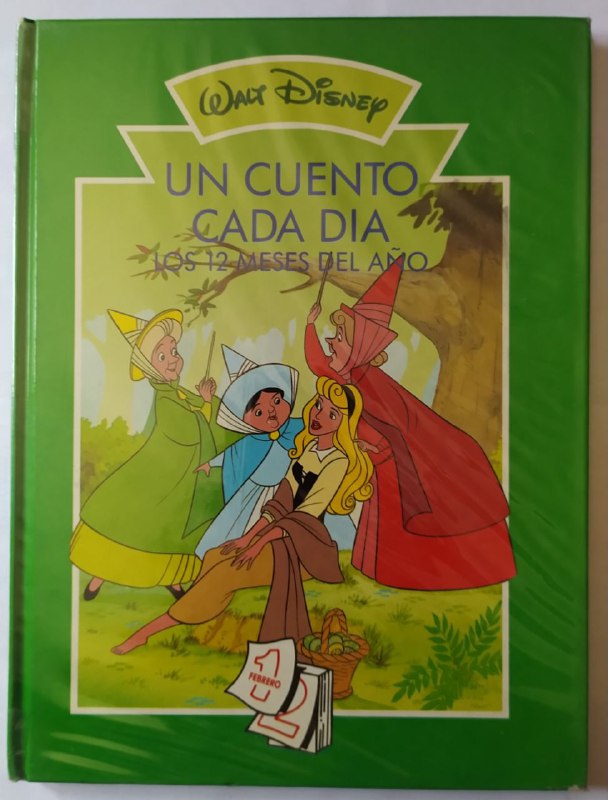 WALT DISNEY
UN CUENTO
CADA DIA
LOS 12 MESES DEL AÑO
1
FEBRERO
2